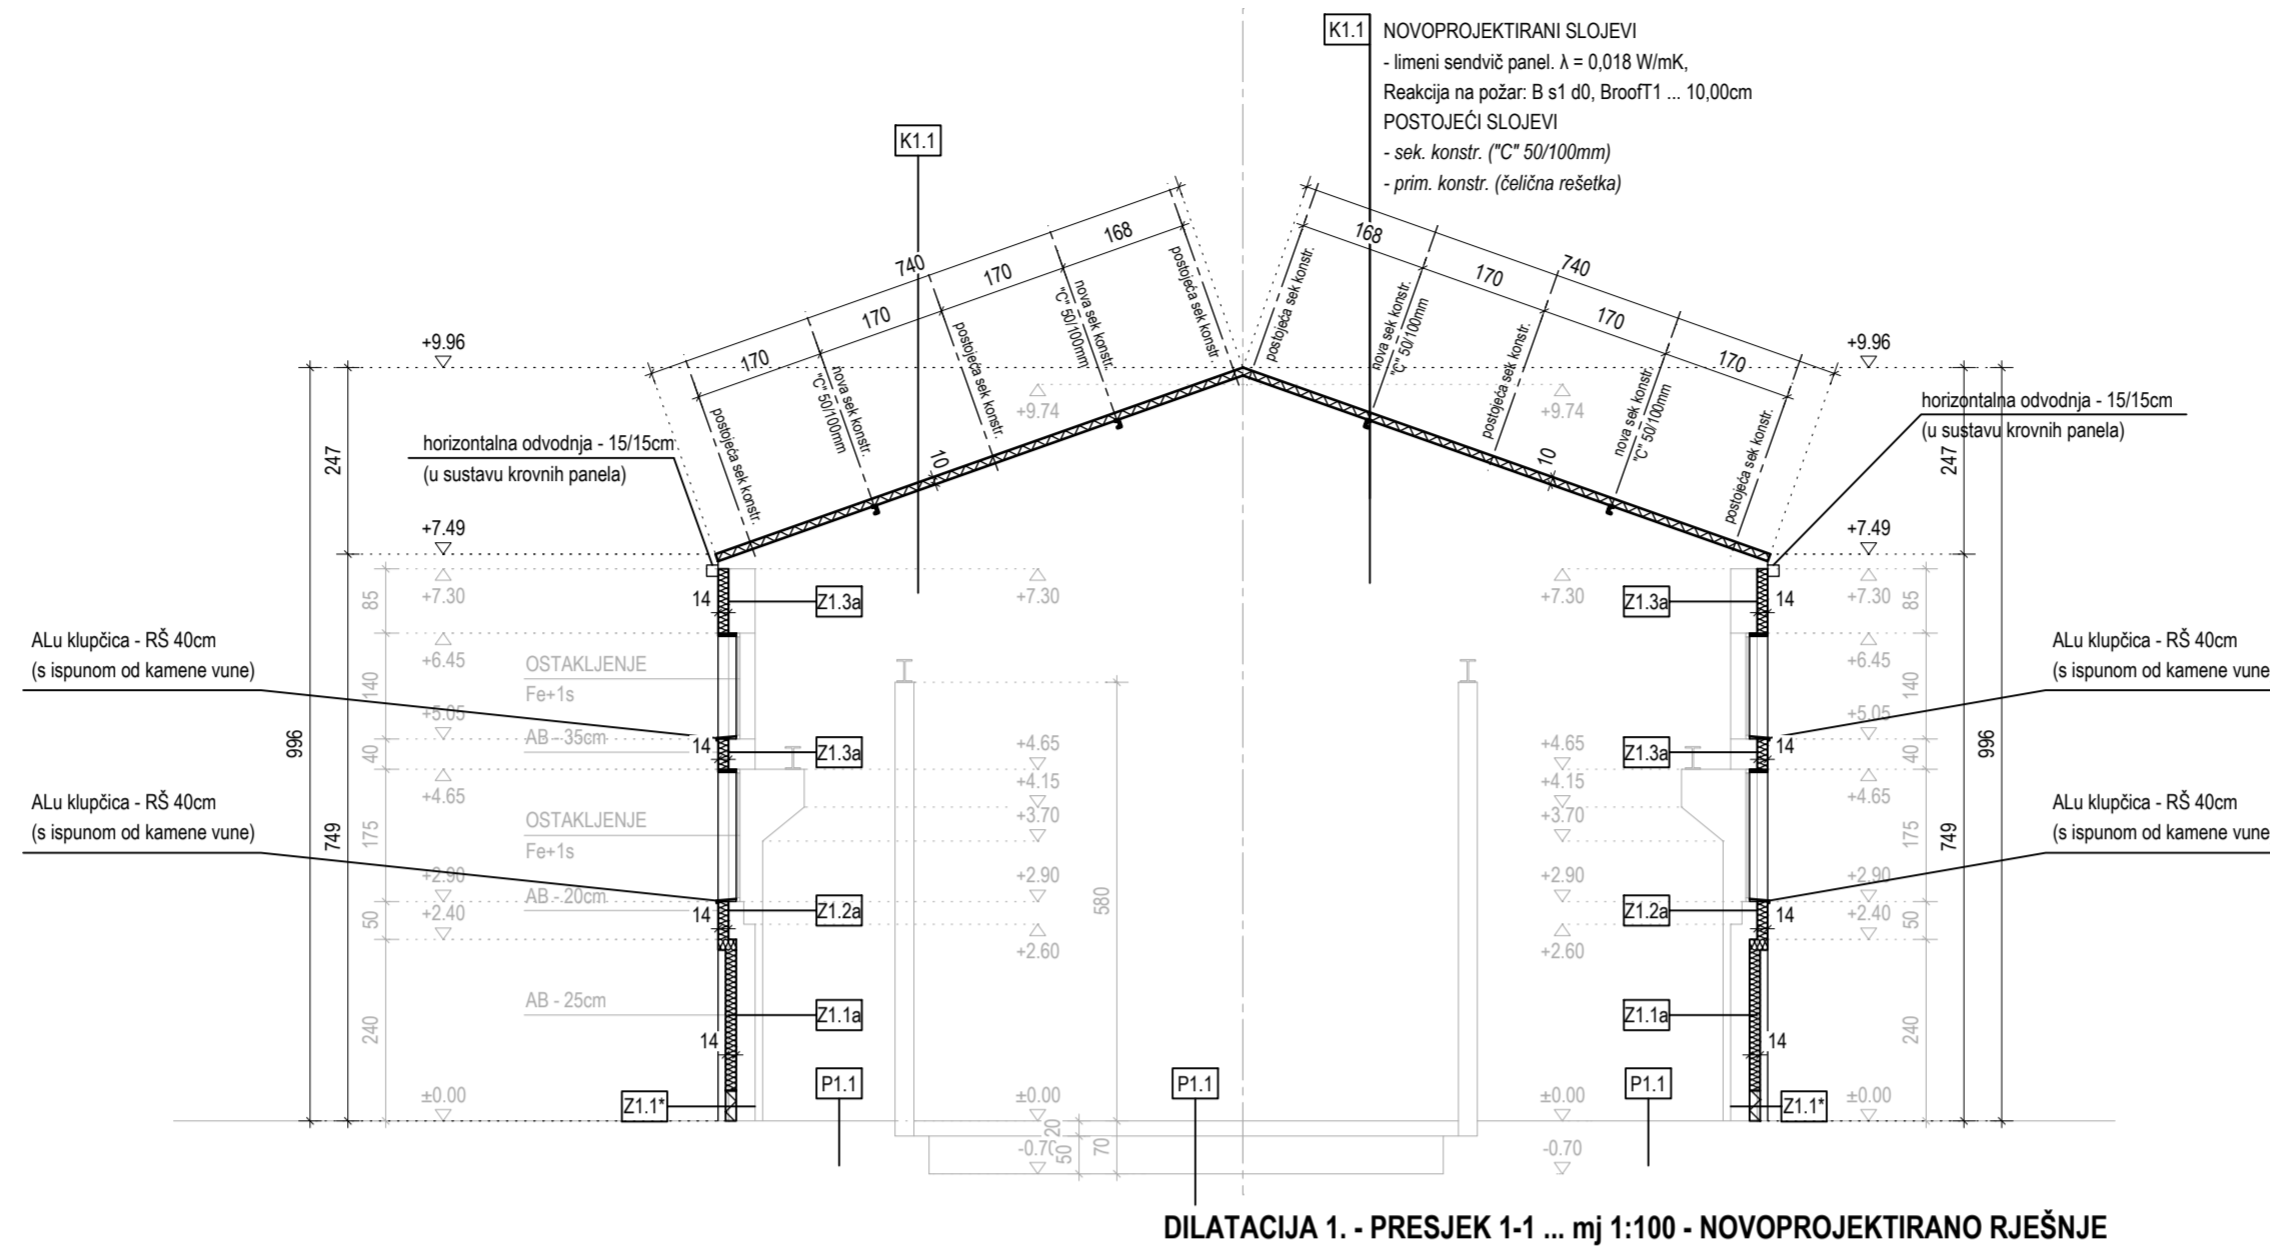 K1.1
NOVOPROJEKTIRANI SLOJEVI
- limeni sendvič panel. λ = 0,018 W/mK,
Reakcija na požar: B s1 d0, BroofT1 ... 10,00cm
POSTOJEĆI SLOJEVI
- sek. konstr. ("C" 50/100mm)
- prim. konstr. (čelična rešetka)
K1.1
168
740
170
170
170
postojeća sek konstr.
nova sek konstr.
"C" 50/100mm
postojeća sek konstr.
nova sek konstr.
"C" 50/100mm
postojeća sek konstr.
168
740
170
170
170
postojeća sek konstr.
nova sek konstr.
"C" 50/100mm
postojeća sek konstr.
nova sek konstr.
"C" 50/100mm
postojeća sek konstr.
+9.96
+9.96
+9.74
+9.74
10
10
horizontalna odvodnja - 15/15cm
(u sustavu krovnih panela)
horizontalna odvodnja - 15/15cm
(u sustavu krovnih panela)
247
247
+7.49
+7.49
+7.30
+7.30
+7.30
+7.30
85
14
Z1.3a
Z1.3a
14
85
ALu klupčica - RŠ 40cm
(s ispunom od kamene vune)
ALu klupčica - RŠ 40cm
(s ispunom od kamene vune
+6.45
+6.45
OSTAKLJENJE
Fe+1s
140
140
+5.05
+5.05
AB - 35cm
996
996
40
14
Z1.3a
Z1.3a
14
40
+4.65
+4.65
+4.65
+4.65
+4.15
+4.15
+3.70
+3.70
ALu klupčica - RŠ 40cm
(s ispunom od kamene vune)
ALu klupčica - RŠ 40cm
(s ispunom od kamene vune
749
749
175
175
OSTAKLJENJE
Fe+1s
+2.90
+2.90
+2.90
+2.90
AB - 20cm
580
50
+2.40
14
Z1.2a
Z1.2a
14
+2.40
50
+2.60
+2.60
AB - 25cm
Z1.1a
Z1.1a
240
14
14
240
P1.1
P1.1
P1.1
±0.00
±0.00
±0.00
±0.00
Z1.1*
Z1.1*
20
50
70
-0.70
-0.70
DILATACIJA 1. - PRESJEK 1-1 ... mj 1:100 - NOVOPROJEKTIRANO RJEŠNJE